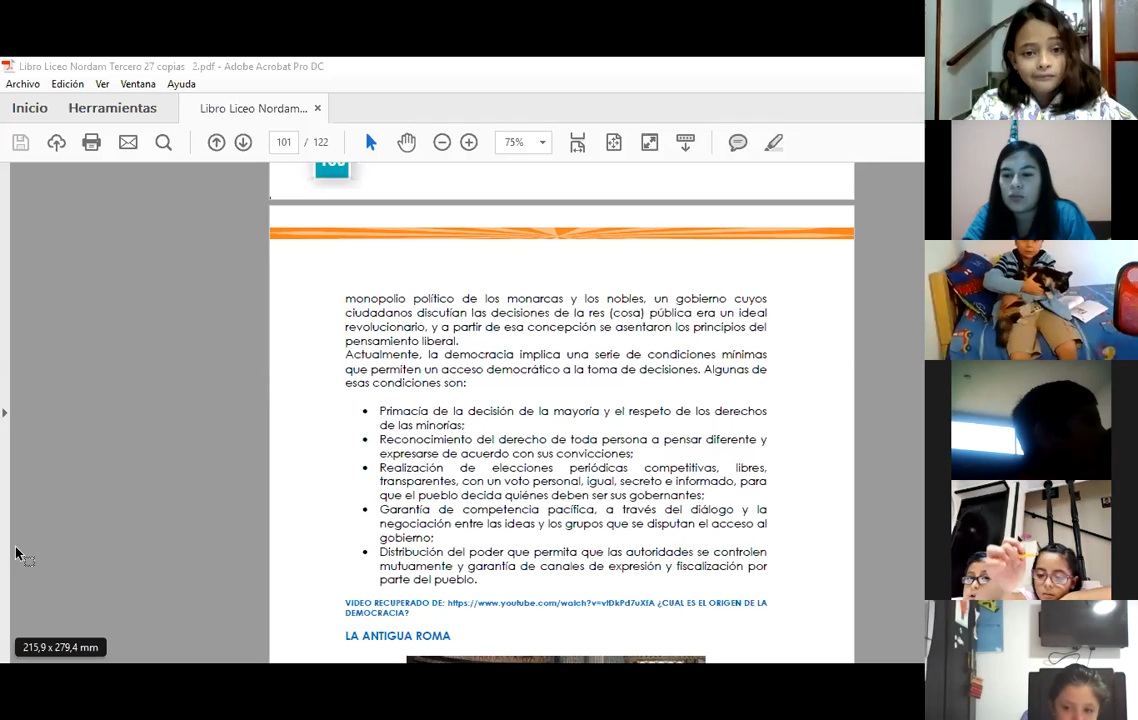 Libro Liceo Nordam Tercero 27 copias 2.pdf - Adobe Acrobat Pro DC
Archivo Edición Ver Ventana Ayuda
Inicio Herramientas Libro Liceo Nordam... ×
101 / 122 75%
monopolio político de los monarcas y los nobles, un gobierno cuyos
ciudadanos discutían las decisiones de la res (cosa) pública era un ideal
revolucionario, y a partir de esa concepción se asentaron los principios del
pensamiento liberal.
Actualmente, la democracia implica una serie de condiciones mínimas
que permiten un acceso democrático a la toma de decisiones. Algunas de
esas condiciones son:
• Primacía de la decisión de la mayoría y el respeto de los derechos
de las minorías;
• Reconocimiento del derecho de toda persona a pensar diferente y
expresarse de acuerdo con sus convicciones;
• Realización de elecciones periódicas competitivas, libres,
transparentes, con un voto personal, igual, secreto e informado, para
que el pueblo decida quiénes deben ser sus gobernantes;
• Garantía de competencia pacífica, a través del diálogo y la
negociación entre las ideas y los grupos que se disputan el acceso al
gobierno;
• Distribución del poder que permita que las autoridades se controlen
mutuamente y garantía de canales de expresión y fiscalización por
parte del pueblo.
VIDEO RECUPERADO DE: ¿CUAL ES EL ORIGEN DE LA
DEMOCRACIA?
LA ANTIGUA ROMA
215,9 x 279,4 mm